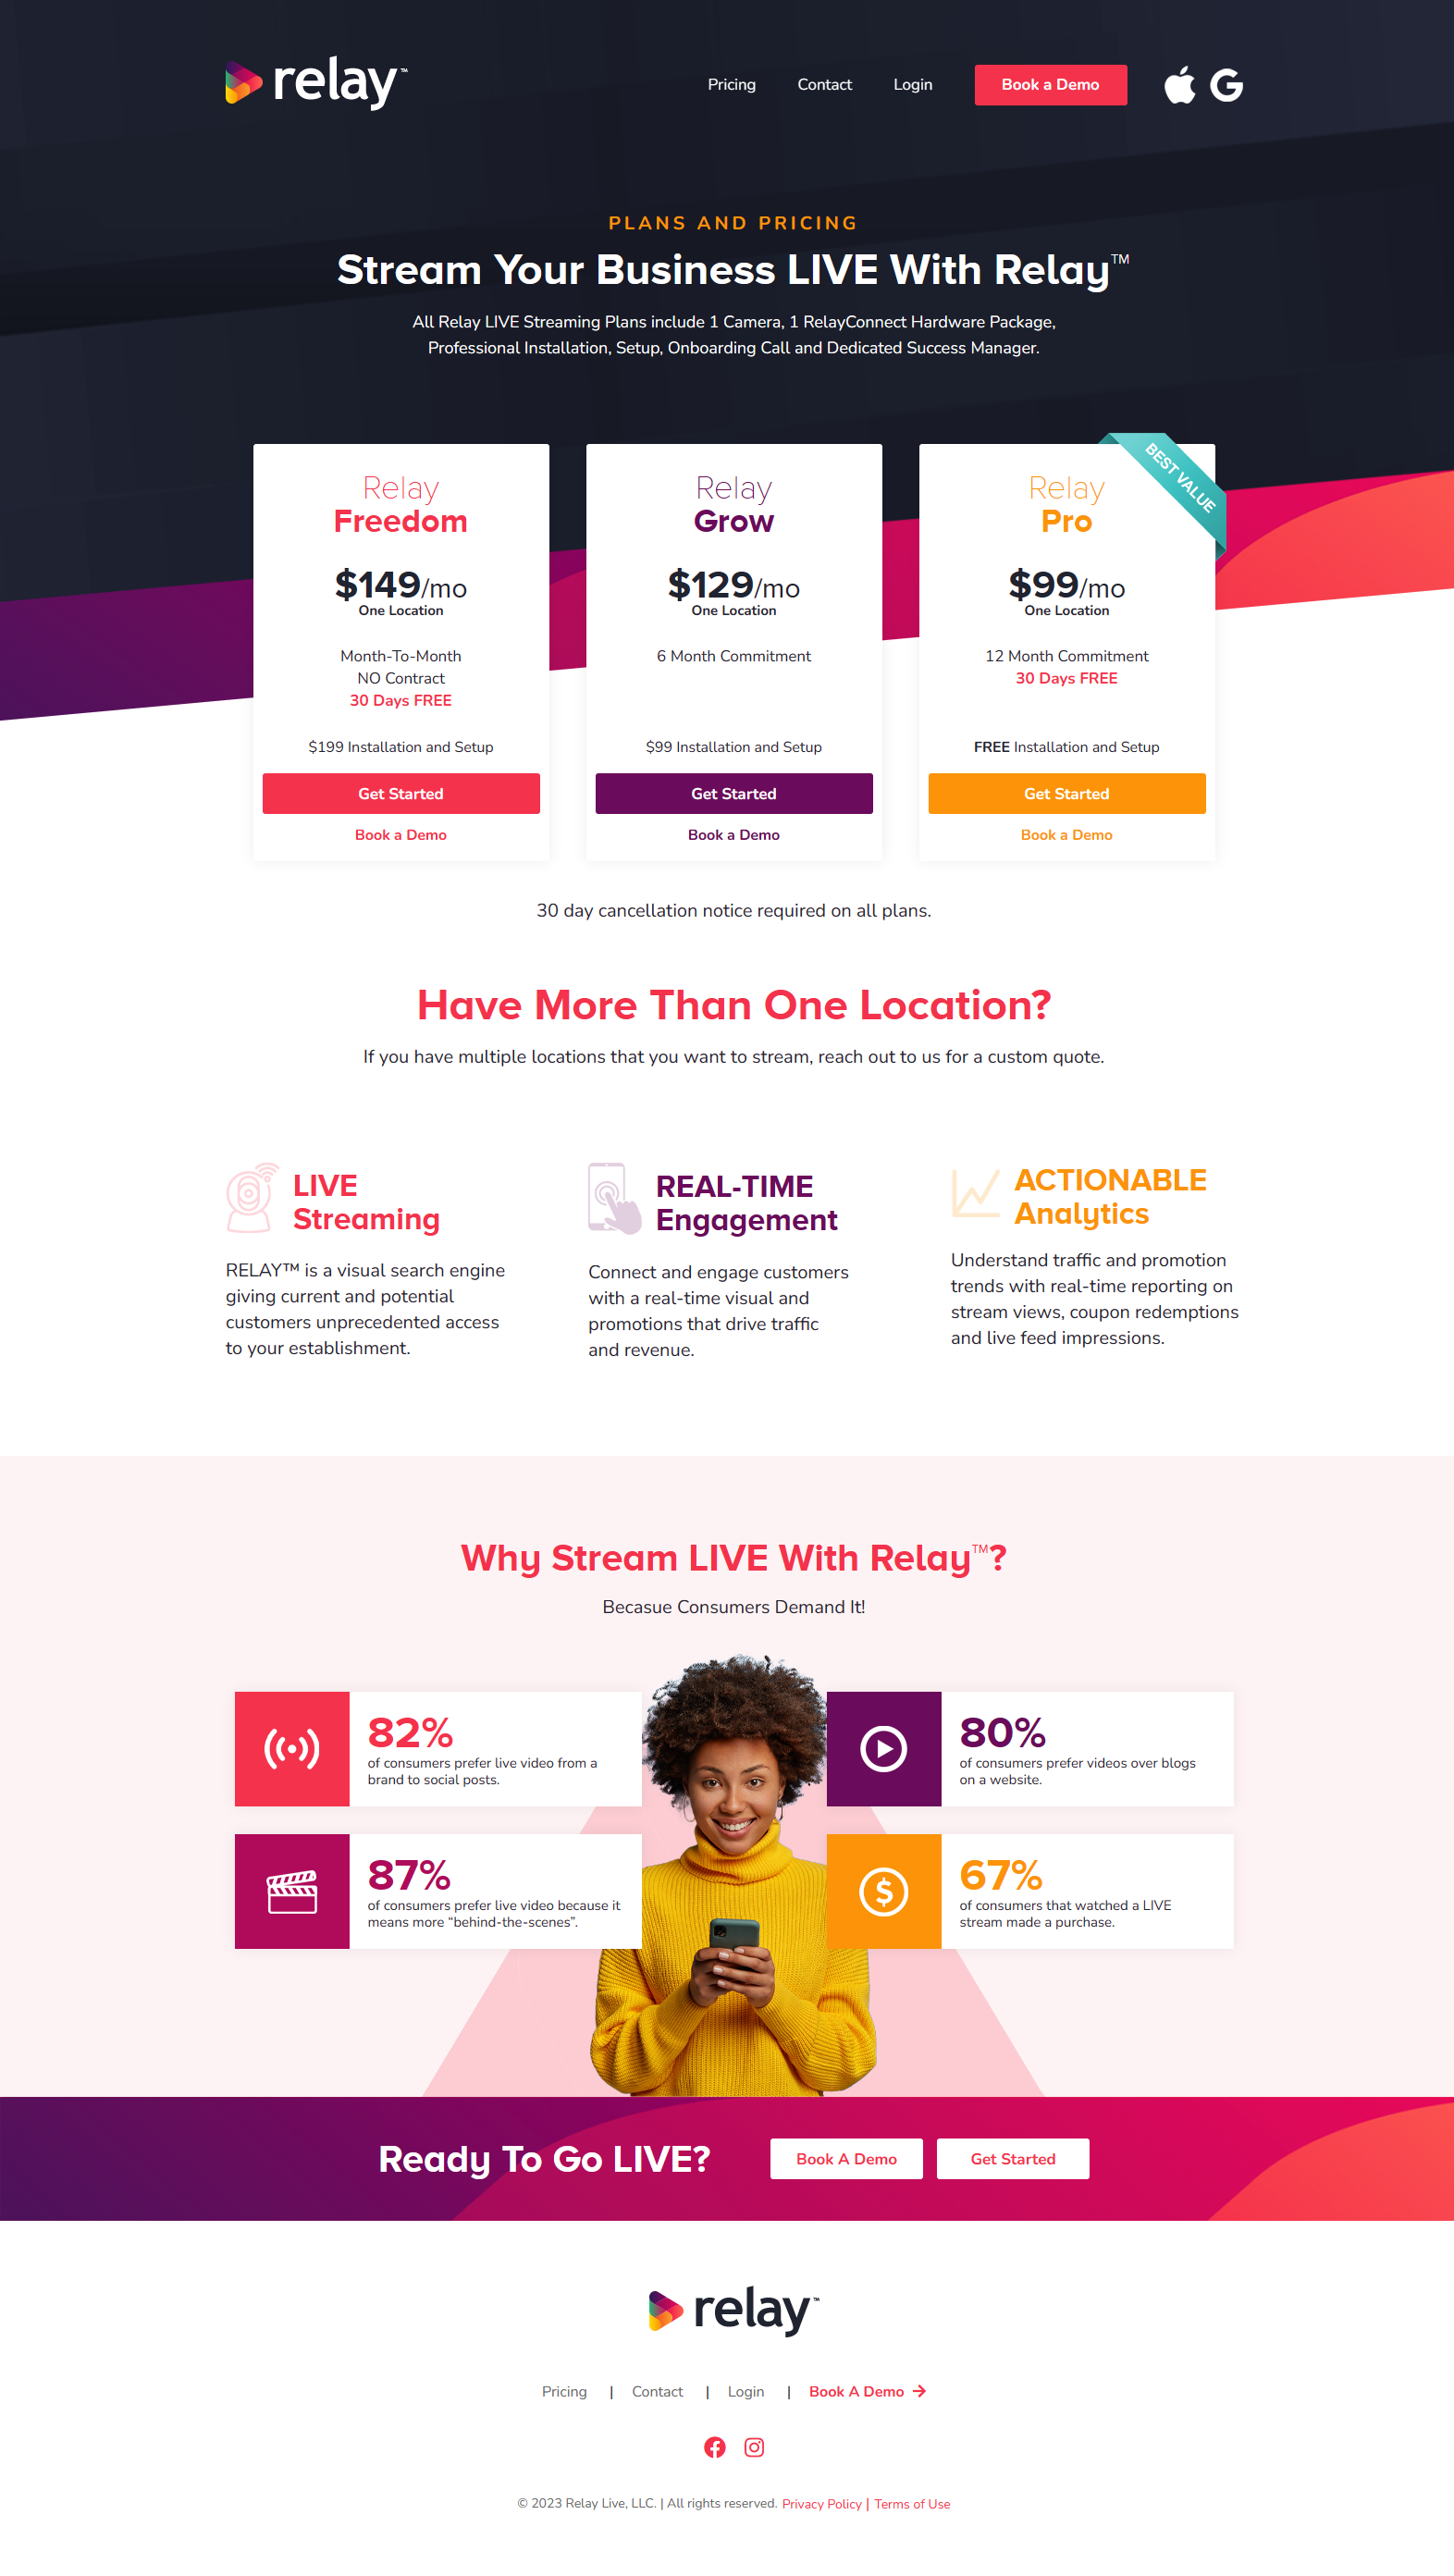 relay™
Pricing Contact Login Book a Demo
PLANS AND PRICING
Stream Your Business LIVE With Relay™
All Relay LIVE Streaming Plans include 1 Camera, 1 RelayConnect Hardware Package,
Professional Installation, Setup, Onboarding Call and Dedicated Success Manager.
Relay
Freedom
$149/mo
One Location
Month-To-Month
NO Contract
30 Days FREE
$199 Installation and Setup
Get Started
Book a Demo
Relay
Grow
$129/mo
One Location
6 Month Commitment
$99 Installation and Setup
Get Started
Book a Demo
BEST VALUE
Relay
Pro
$99/mo
One Location
12 Month Commitment
30 Days FREE
FREE Installation and Setup
Get Started
Book a Demo
30 day cancellation notice required on all plans.
Have More Than One Location?
If you have multiple locations that you want to stream, reach out to us for a custom quote.
LIVE
Streaming
RELAY™ is a visual search engine
giving current and potential
customers unprecedented access
to your establishment.
REAL-TIME
Engagement
Connect and engage customers
with a real-time visual and
promotions that drive traffic
and revenue.
ACTIONABLE
Analytics
Understand traffic and promotion
trends with real-time reporting on
stream views, coupon redemptions
and live feed impressions.
Why Stream LIVE With Relay™?
Becasue Consumers Demand It!
82%
of consumers prefer live video from a
brand to social posts.
80%
of consumers prefer videos over blogs
on a website.
87%
of consumers prefer live video because it
means more “behind-the-scenes”.
67%
of consumers that watched a LIVE
stream made a purchase.
Ready To Go LIVE? Book A Demo Get Started
relay™
Pricing | Contact | Login | Book A Demo →
© 2023 Relay Live, LLC. | All rights reserved. Privacy Policy | Terms of Use